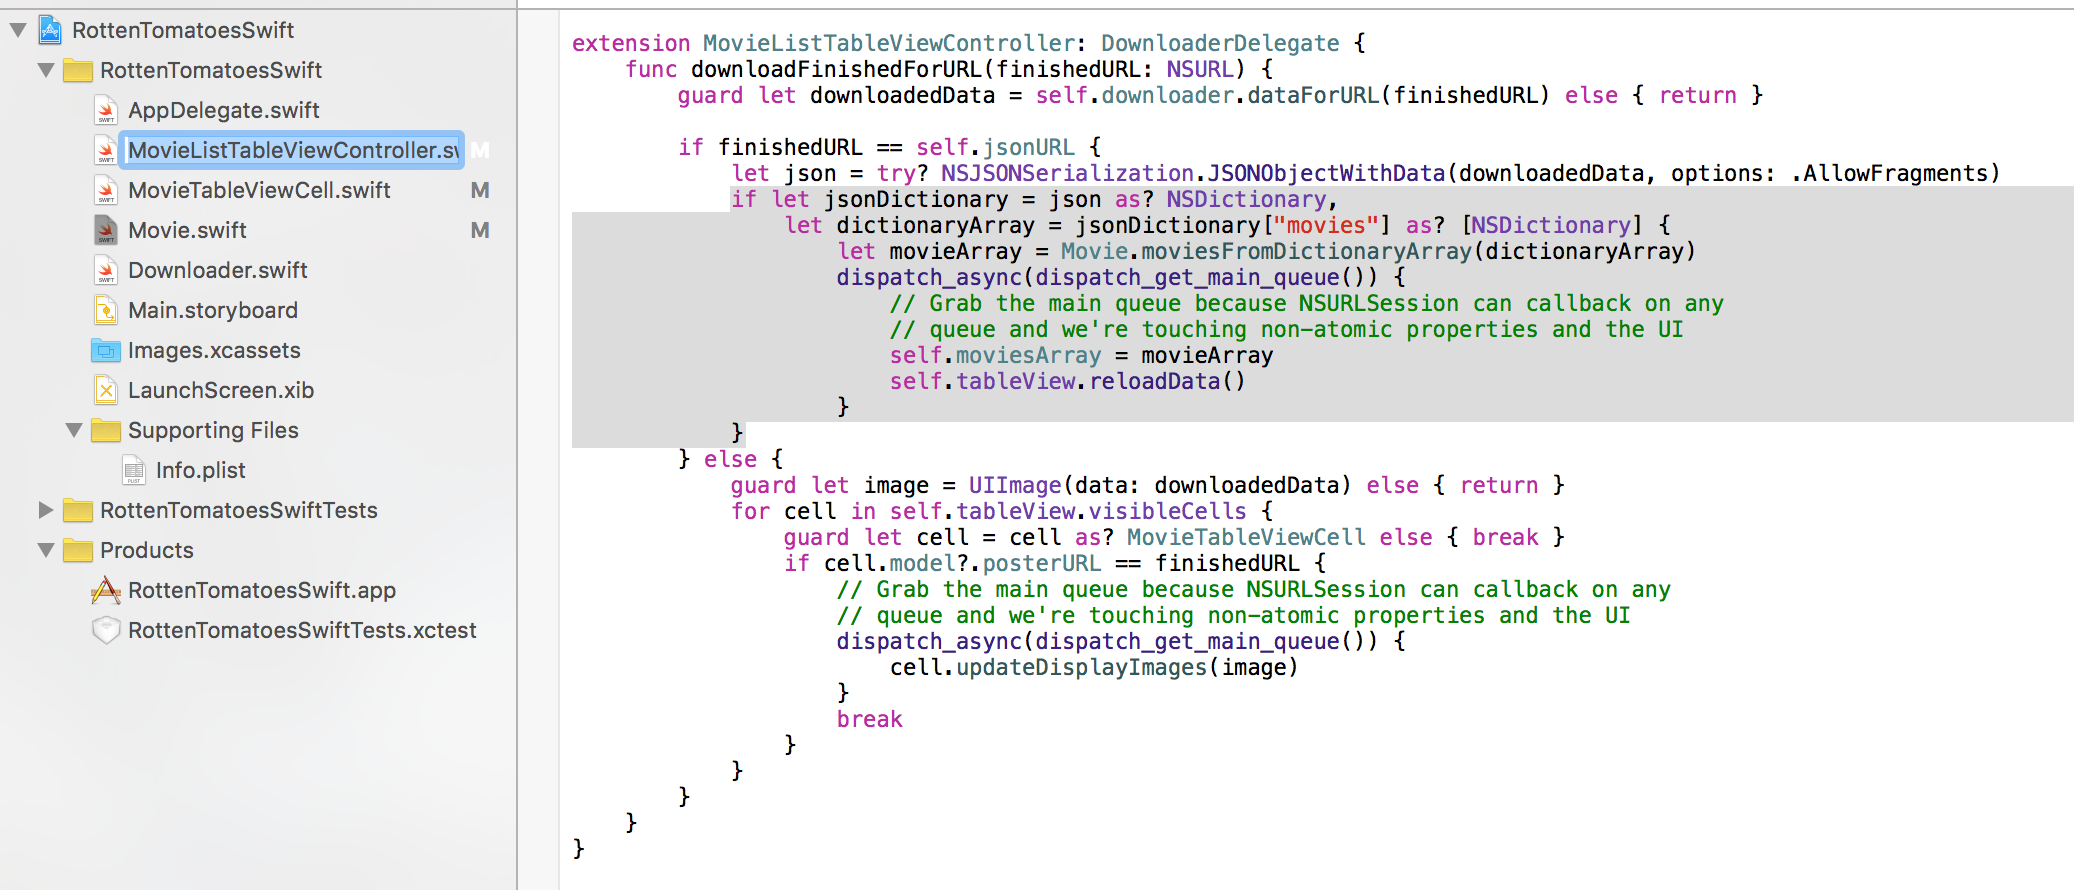 RottenTomatoesSwift
RottenTomatoesSwift
AppDelegate.swift
MovieListTableViewController.sw M
MovieTableViewCell.swift M
Movie.swift M
Downloader.swift
Main.storyboard
Images.xcassets
LaunchScreen.xib
Supporting Files
Info.plist
RottenTomatoesSwiftTests
Products
RottenTomatoesSwift.app
RottenTomatoesSwiftTests.xctest
extension MovieListTableViewController: DownloaderDelegate {
func downloadFinishedForURL(finishedURL: NSURL) {
guard let downloadedData = self.downloader.dataForURL(finishedURL) else { return }
if finishedURL == self.jsonURL {
let json = try? NSJSONSerialization.JSONObjectWithData(downloadedData, options: .AllowFragments)
if let jsonDictionary = json as? NSDictionary,
let dictionaryArray = jsonDictionary["movies"] as? [NSDictionary] {
let movieArray = Movie.moviesFromDictionaryArray(dictionaryArray)
dispatch_async(dispatch_get_main_queue()) {
// Grab the main queue because NSURLSession can callback on any
// queue and we're touching non-atomic properties and the UI
self.moviesArray = movieArray
self.tableView.reloadData()
}
}
} else {
guard let image = UIImage(data: downloadedData) else { return }
for cell in self.tableView.visibleCells {
guard let cell = cell as? MovieTableViewCell else { break }
if cell.model?.posterURL == finishedURL {
// Grab the main queue because NSURLSession can callback on any
// queue and we're touching non-atomic properties and the UI
dispatch_async(dispatch_get_main_queue()) {
cell.updateDisplayImages(image)
}
break
}
}
}
}
}